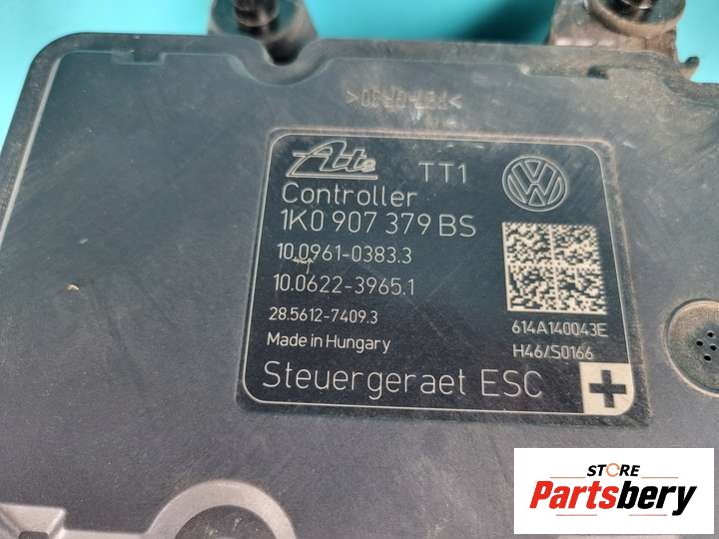 Ate TT1
Controller
1K0 907 379 BS
10.0961-0383.3
10.0622-3965.1
28.5612-7409.3
Made in Hungary
614A140043E
H46/S0166
Steuergeraet ESC
STORE
Partsbery